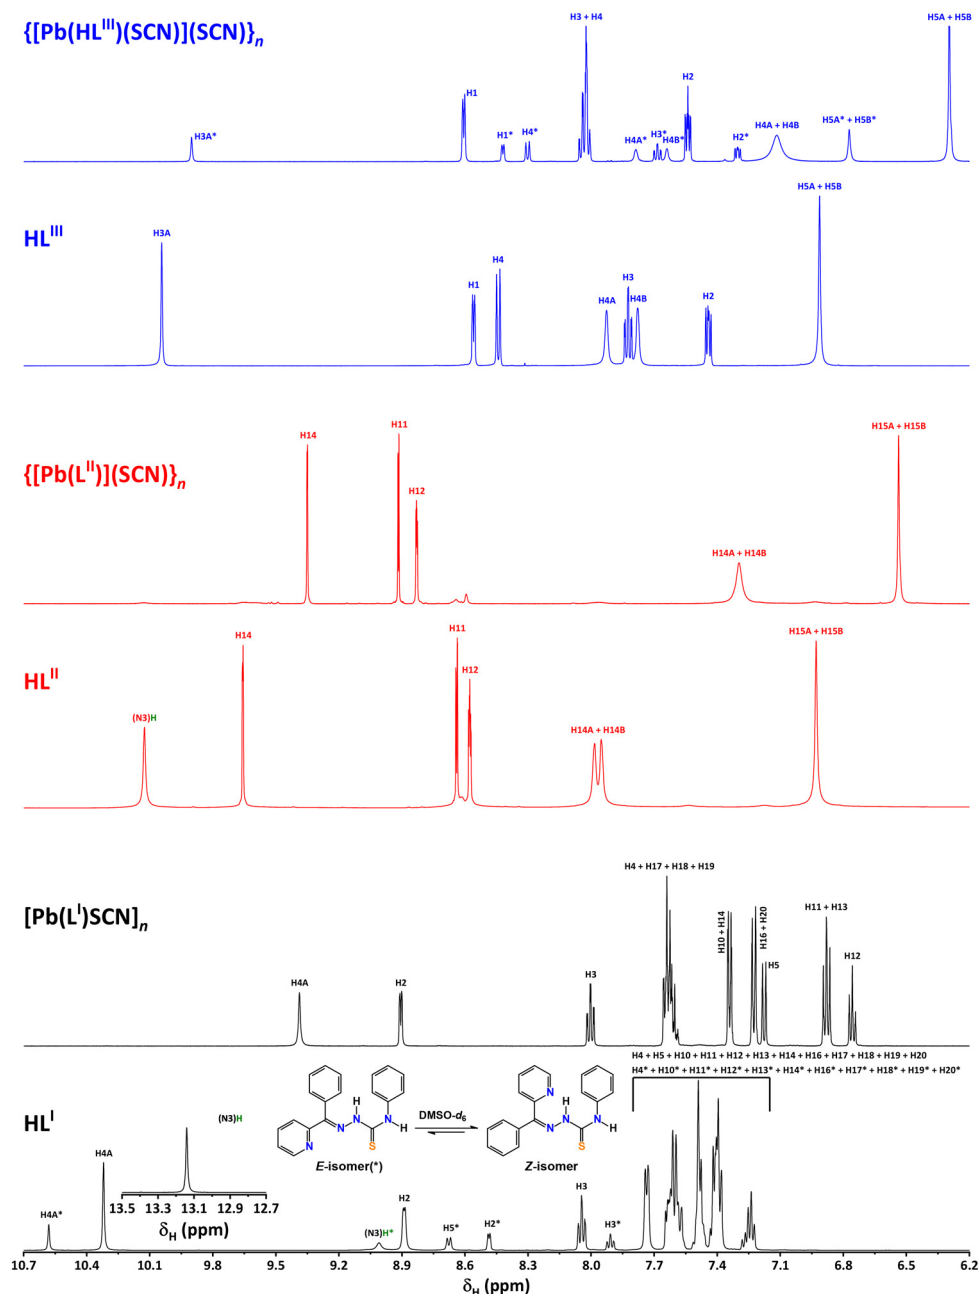 {[Pb(HL^III)(SCN)](SCN)}n
H3A*
H1
H1*
H4*
H3 + H4
H4A*
H3*
H4B*
H2
H2*
H4A + H4B
H5A* + H5B*
H5A + H5B
HL^III
H3A
H1
H4
H4A
H3
H4B
H2
H5A + H5B
{[Pb(L^II)](SCN)}n
H14
H11
H12
H14A + H14B
H15A + H15B
HL^II
(N3)H
H14
H11
H12
H14A + H14B
H15A + H15B
[Pb(L^I)SCN]n
H4A
H2
H3
H4 + H17 + H18 + H19
H10 + H14
H16 + H20
H5
H11 + H13
H12
H4 + H5 + H10 + H11 + H12 + H13 + H14 + H16 + H17 + H18 + H19 + H20
H4* + H10* + H11* + H12* + H13* + H14* + H16* + H17* + H18* + H19* + H20*
HL^I
H4A*
H4A
(N3)H
13.5 13.3 13.1 12.9 12.7
δH (ppm)
N
N
H
N
S
N
H
E-isomer(*)
DMSO-d6
N
N
H
N
S
N
H
Z-isomer
(N3)H*
H2
H5*
H2*
H3
H3*
10.7 10.4 10.1 9.8 9.5 9.2 8.9 8.6 8.3 8.0 7.7 7.4 7.1 6.8 6.5 6.2
δH (ppm)